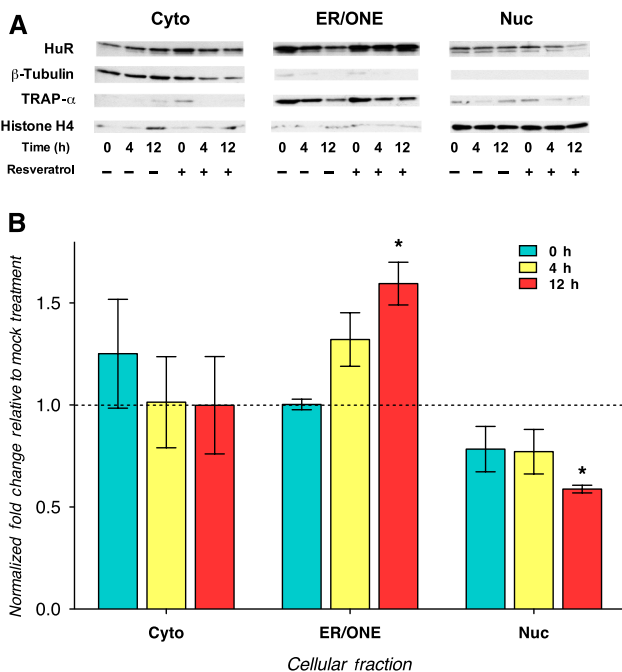 A
Cyto ER/ONE Nuc
HuR
β-Tubulin
TRAP-α
Histone H4
Time (h) 0 4 12 0 4 12 0 4 12 0 4 12 0 4 12 0 4 12
Resveratrol − − − + + + − − − + + + − − − + + +
B
Normalized fold change relative to mock treatment
1.5
1.0
0.5
0.0
* *
0 h
4 h
12 h
Cyto ER/ONE Nuc
Cellular fraction